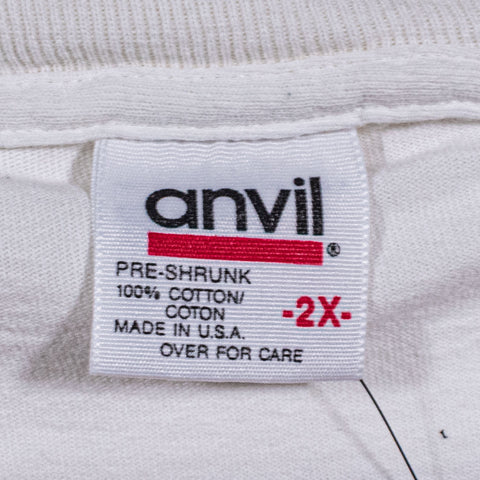 anvil®
PRE-SHRUNK
100% COTTON/
COTON
-2X-
MADE IN U.S.A.
OVER FOR CARE